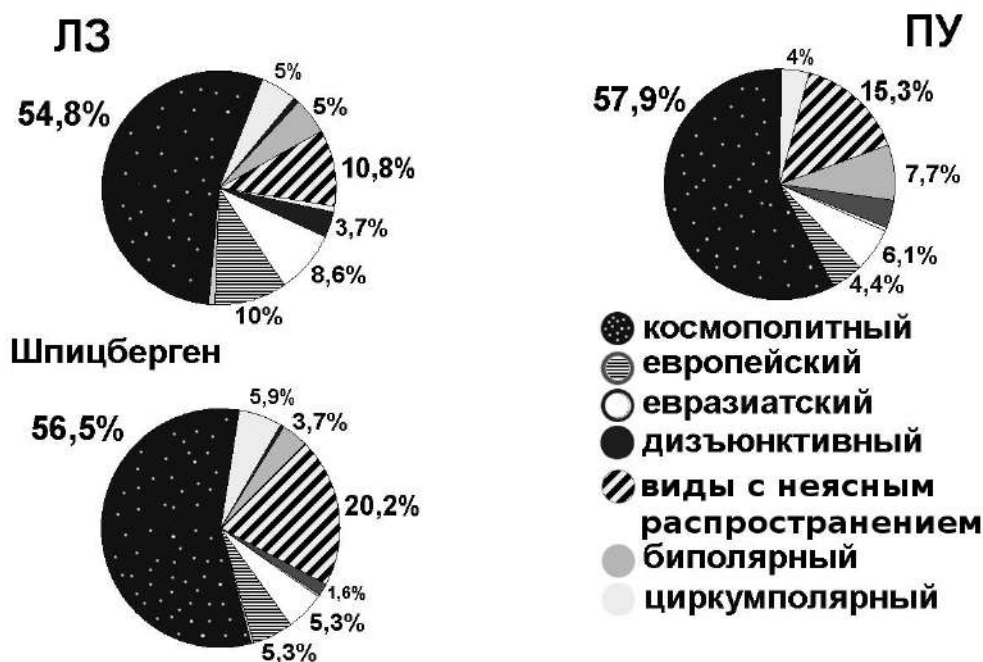 ЛЗ
54,8%
5%
5%
10,8%
3,7%
8,6%
10%
ПУ
57,9%
4%
15,3%
7,7%
6,1%
4,4%
Шпицберген
56,5%
5,9%
3,7%
20,2%
1,6%
5,3%
5,3%
космополитный
европейский
евразиатский
дизъюнктивный
виды с неясным
распространением
биполярный
циркумполярный